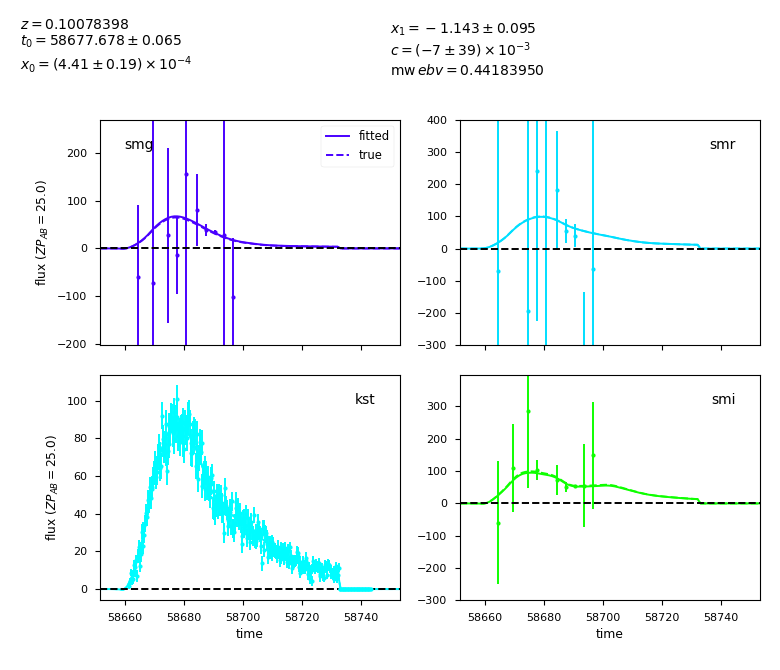 z = 0.10078398
t0 = 58677.678 ± 0.065
x0 = (4.41 ± 0.19) × 10^−4
x1 = −1.143 ± 0.095
c = (−7 ± 39) × 10^−3
mw ebv = 0.44183950
smg
fitted
true
200
100
0
−100
−200
flux (ZP_AB = 25.0)
smr
400
300
200
100
0
−100
−200
−300
kst
100
80
60
40
20
0
flux (ZP_AB = 25.0)
58660 58680 58700 58720 58740
time
smi
300
200
100
0
−100
−200
−300
58660 58680 58700 58720 58740
time